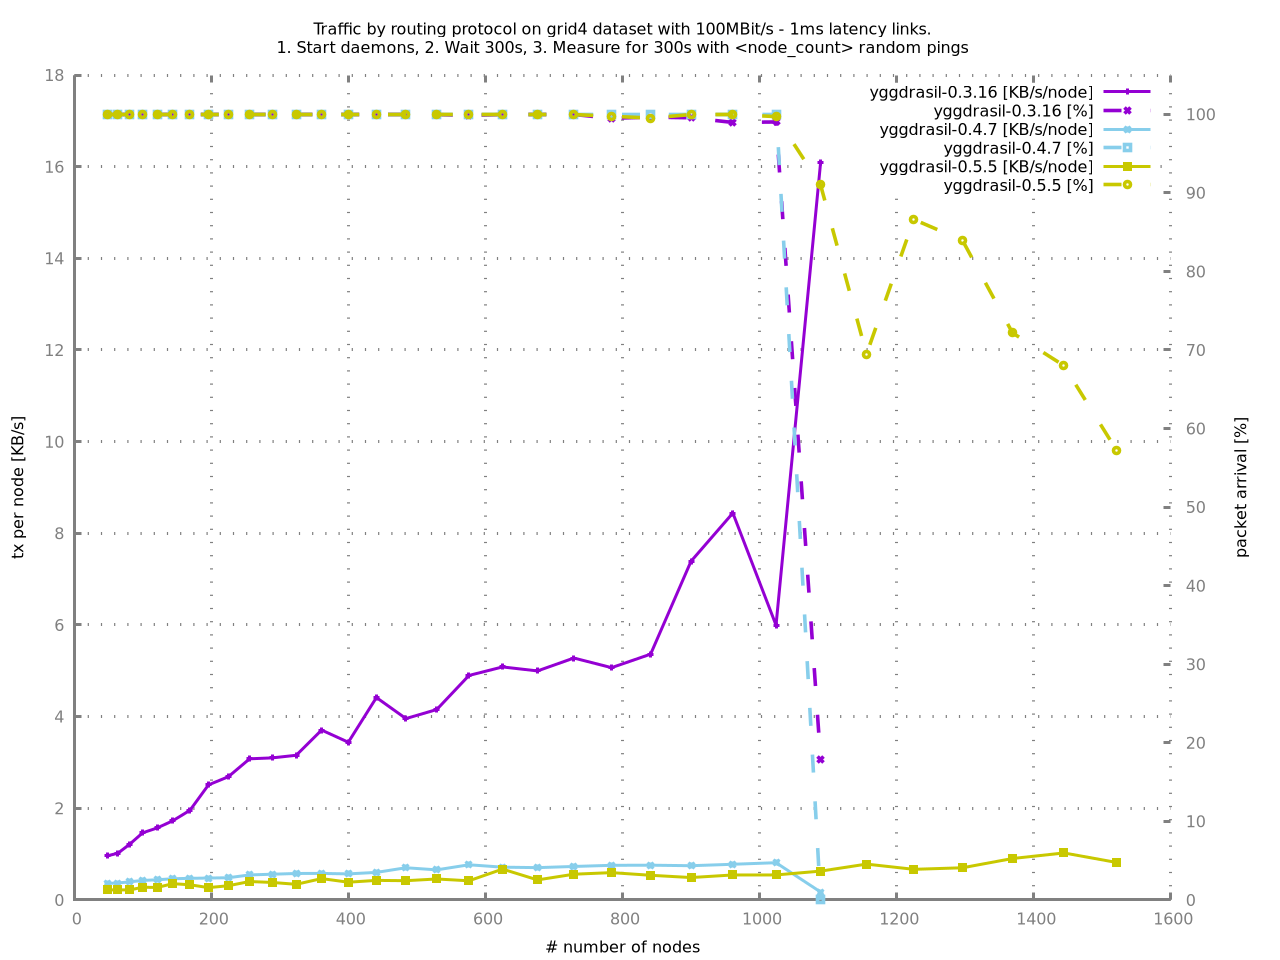 Traffic by routing protocol on grid4 dataset with 100MBit/s - 1ms latency links.
1. Start daemons, 2. Wait 300s, 3. Measure for 300s with <node_count> random pings
yggdrasil-0.3.16 [KB/s/node]
yggdrasil-0.3.16 [%]
yggdrasil-0.4.7 [KB/s/node]
yggdrasil-0.4.7 [%]
yggdrasil-0.5.5 [KB/s/node]
yggdrasil-0.5.5 [%]
tx per node [KB/s]
18
16
14
12
10
8
6
4
2
0
100
90
80
70
60
50
40
30
20
10
0
packet arrival [%]
0 200 400 600 800 1000 1200 1400 1600
# number of nodes